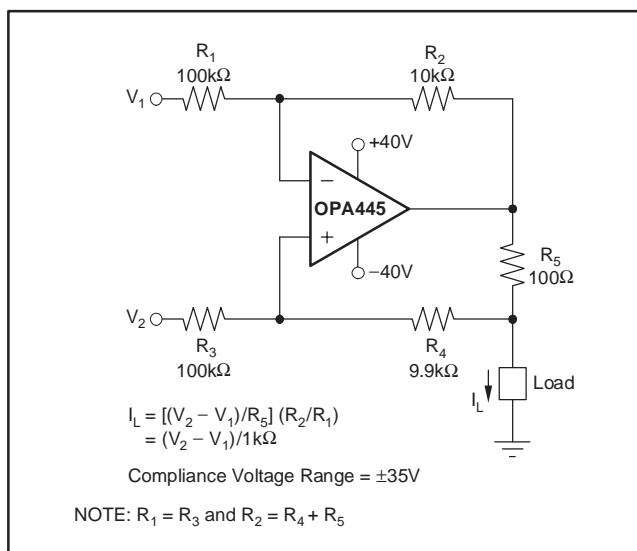 R1
100kΩ
R2
10kΩ
V1
+40V
−
OPA445
+
−40V
R5
100Ω
V2
R3
100kΩ
R4
9.9kΩ
IL
Load
IL = [(V2 − V1)/R5] (R2/R1)
= (V2 − V1)/1kΩ
Compliance Voltage Range = ±35V
NOTE: R1 = R3 and R2 = R4 + R5